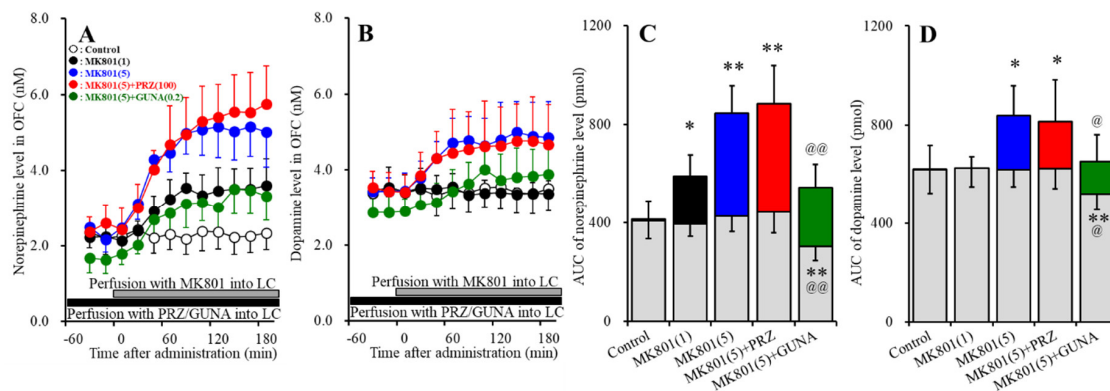 A
8.0
6.0
4.0
2.0
0.0
Norepinephrine level in OFC (nM)
: Control
: MK801(1)
: MK801(5)
: MK801(5)+PRZ(100)
: MK801(5)+GUNA(0.2)
Perfusion with MK801 into LC
Perfusion with PRZ/GUNA into LC
-60 0 60 120 180
Time after administration (min)
B
8.0
6.0
4.0
2.0
0.0
Dopamine level in OFC (nM)
Perfusion with MK801 into LC
Perfusion with PRZ/GUNA into LC
-60 0 60 120 180
Time after administration (min)
C
1200
800
400
0
AUC of norepinephrine level (pmol)
*
**
**
@@
**
@@
Control
MK801(1)
MK801(5)
MK801(5)+PRZ
MK801(5)+GUNA
D
1200
900
600
300
0
AUC of dopamine level (pmol)
*
*
@
**
@
Control
MK801(1)
MK801(5)
MK801(5)+PRZ
MK801(5)+GUNA